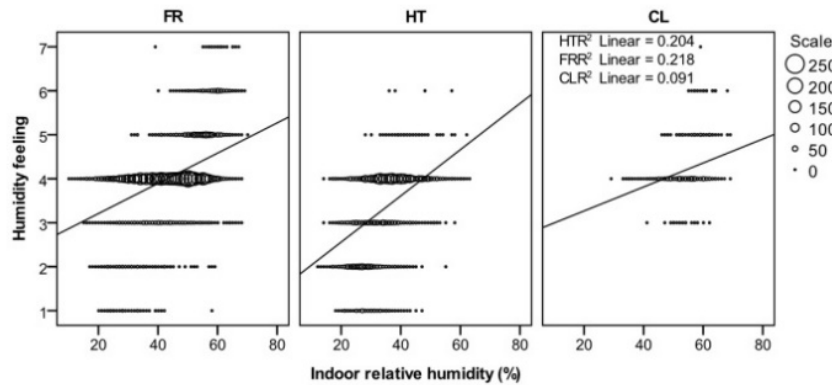 FR HT CL
HTR² Linear = 0.204
FRR² Linear = 0.218
CLR² Linear = 0.091
Scale
250
200
150
100
50
0
Humidity feeling
7
6
5
4
3
2
1
20 40 60 80 20 40 60 80 20 40 60 80
Indoor relative humidity (%)